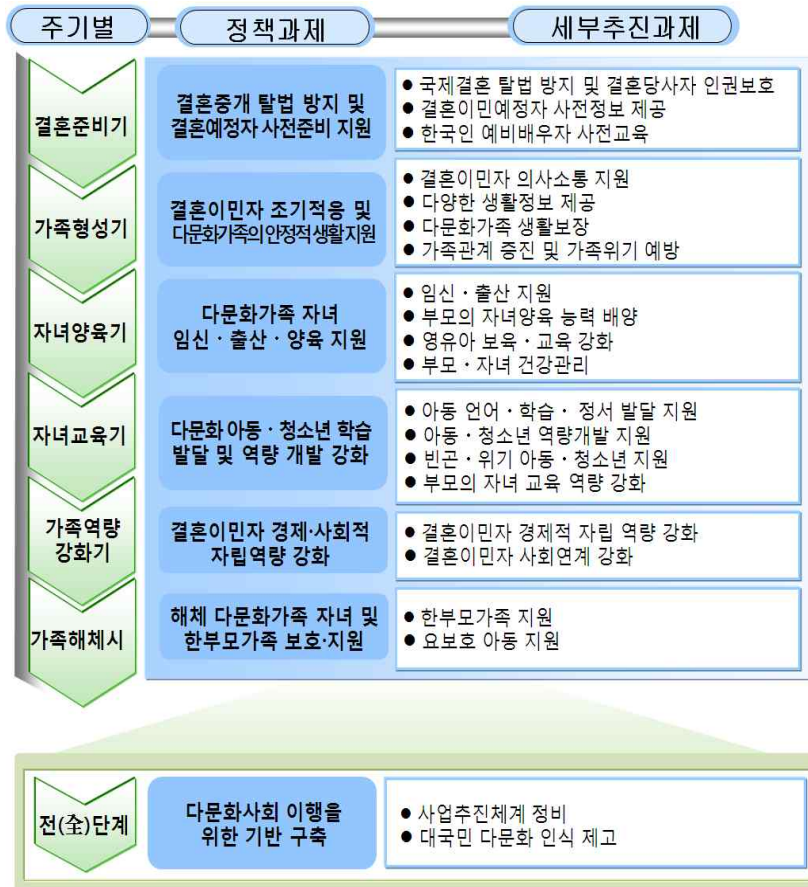 주기별 정책과제 세부추진과제
결혼준비기
결혼중개 탈법 방지 및
결혼예정자 사전준비 지원
● 국제결혼 탈법 방지 및 결혼당사자 인권보호
● 결혼이민예정자 사전정보 제공
● 한국인 예비배우자 사전교육
가족형성기
결혼이민자 조기적응 및
다문화가족의 안정적 생활 지원
● 결혼이민자 의사소통 지원
● 다양한 생활정보 제공
● 다문화가족 생활보장
● 가족관계 증진 및 가족위기 예방
자녀양육기
다문화가족 자녀
임신・출산・양육 지원
● 임신・출산 지원
● 부모의 자녀양육 능력 배양
● 영유아 보육・교육 강화
● 부모・자녀 건강관리
자녀교육기
다문화 아동・청소년 학습
발달 및 역량 개발 강화
● 아동 언어・학습・ 정서 발달 지원
● 아동・청소년 역량개발 지원
● 빈곤・위기 아동・청소년 지원
● 부모의 자녀 교육 역량 강화
가족역량
강화기
결혼이민자 경제·사회적
자립역량 강화
● 결혼이민자 경제적 자립 역량 강화
● 결혼이민자 사회연계 강화
가족해체시
해체 다문화가족 자녀 및
한부모가족 보호·지원
● 한부모가족 지원
● 요보호 아동 지원
전(全)단계
다문화사회 이행을
위한 기반 구축
● 사업추진체계 정비
● 대국민 다문화 인식 제고